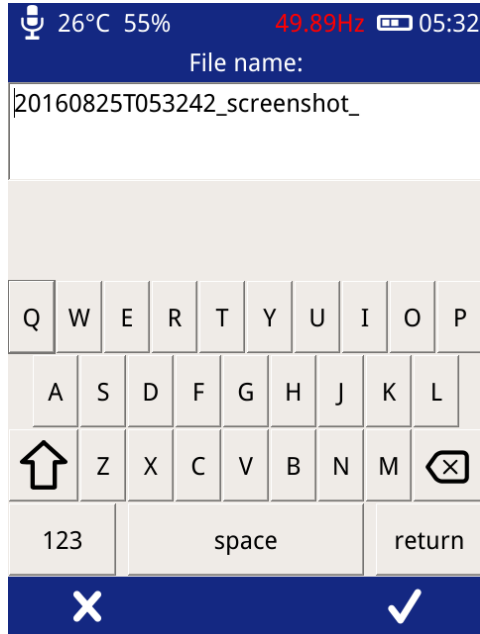 26°C 55% 49.89Hz 05:32
File name:
20160825T053242_screenshot_
Q W E R T Y U I O P
A S D F G H J K L
Z X C V B N M
123 space return